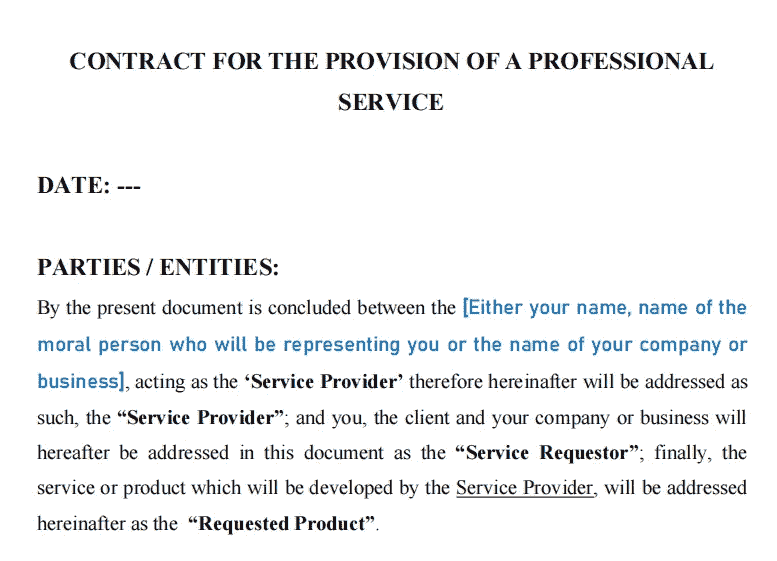 CONTRACT FOR THE PROVISION OF A PROFESSIONAL
SERVICE
DATE: ---
PARTIES / ENTITIES:
By the present document is concluded between the [Either your name, name of the
moral person who will be representing you or the name of your company or
business], acting as the ‘Service Provider’ therefore hereinafter will be addressed as
such, the “Service Provider”; and you, the client and your company or business will
hereafter be addressed in this document as the “Service Requestor”; finally, the
service or product which will be developed by the Service Provider, will be addressed
hereinafter as the “Requested Product”.